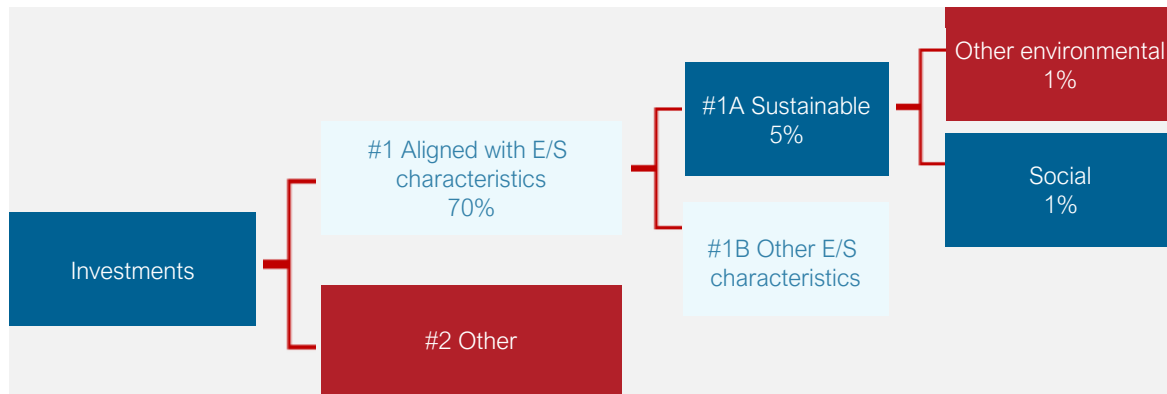 Investments
#1 Aligned with E/S
characteristics
70%
#2 Other
#1A Sustainable
5%
#1B Other E/S
characteristics
Other environmental
1%
Social
1%